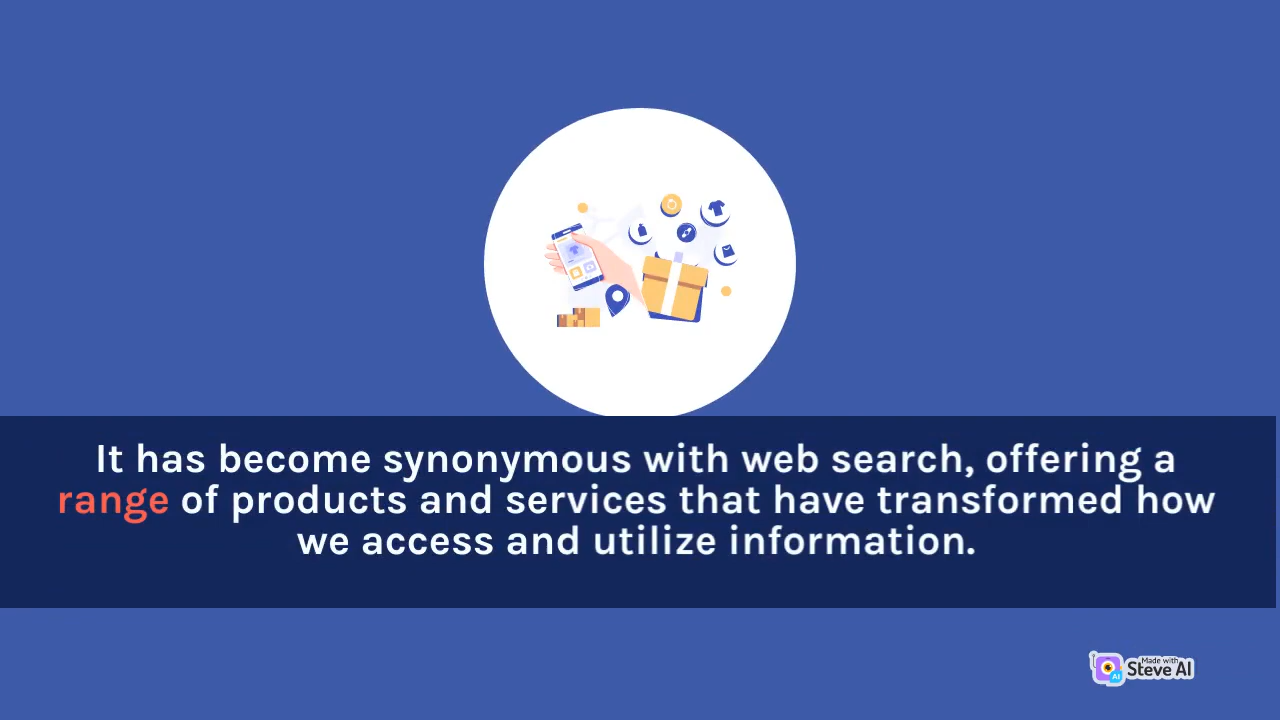 It has become synonymous with web search, offering a
range of products and services that have transformed how
we access and utilize information.
Made with
Steve AI
AI